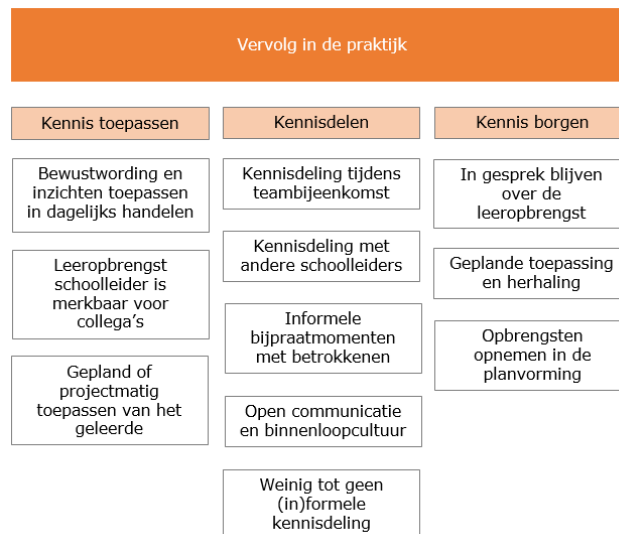 Vervolg in de praktijk
Kennis toepassen
Bewustwording en
inzichten toepassen
in dagelijks handelen
Leeropbrengst
schoolleider is
merkbaar voor
collega’s
Gepland of
projectmatig
toepassen van het
geleerde
Kennisdelen
Kennisdeling tijdens
teambijeenkomst
Kennisdeling met
andere schoolleiders
Informele
bijpraatmomenten
met betrokkenen
Open communicatie
en binnenloopcultuur
Weinig tot geen
(in)formele
kennisdeling
Kennis borgen
In gesprek blijven
over de
leeropbrengst
Geplande toepassing
en herhaling
Opbrengsten
opnemen in de
planvorming